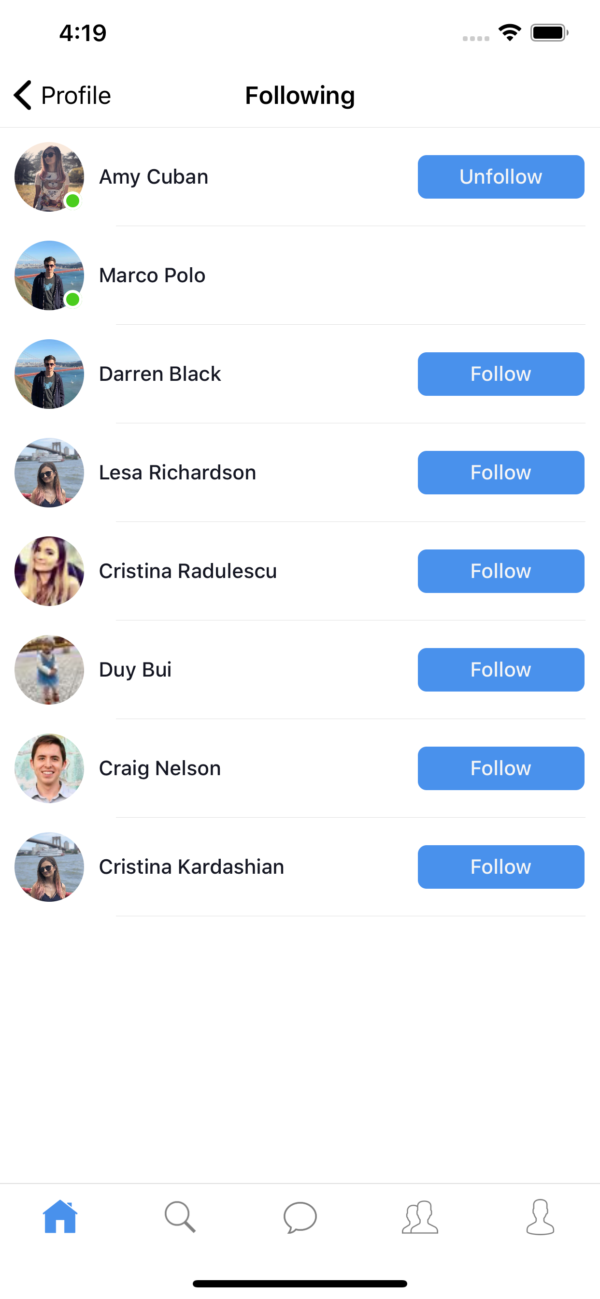 4:19
Profile
Following
Amy Cuban
Unfollow
Marco Polo
Darren Black
Follow
Lesa Richardson
Follow
Cristina Radulescu
Follow
Duy Bui
Follow
Craig Nelson
Follow
Cristina Kardashian
Follow